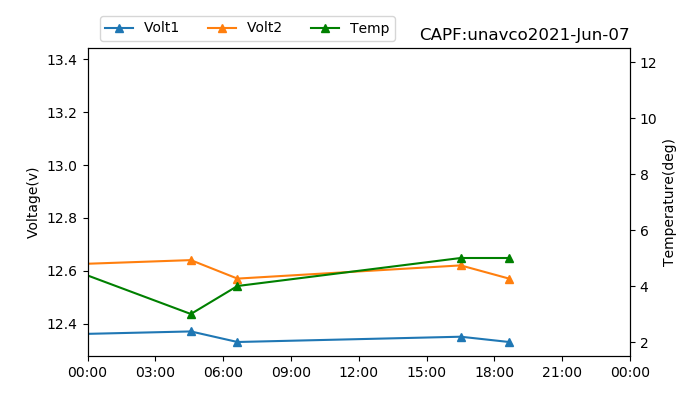 Volt1 Volt2 Temp
CAPF:unavco2021-Jun-07
13.4
13.2
13.0
12.8
12.6
12.4
Voltage(v)
12
10
8
6
4
2
Temperature(deg)
00:00 03:00 06:00 09:00 12:00 15:00 18:00 21:00 00:00